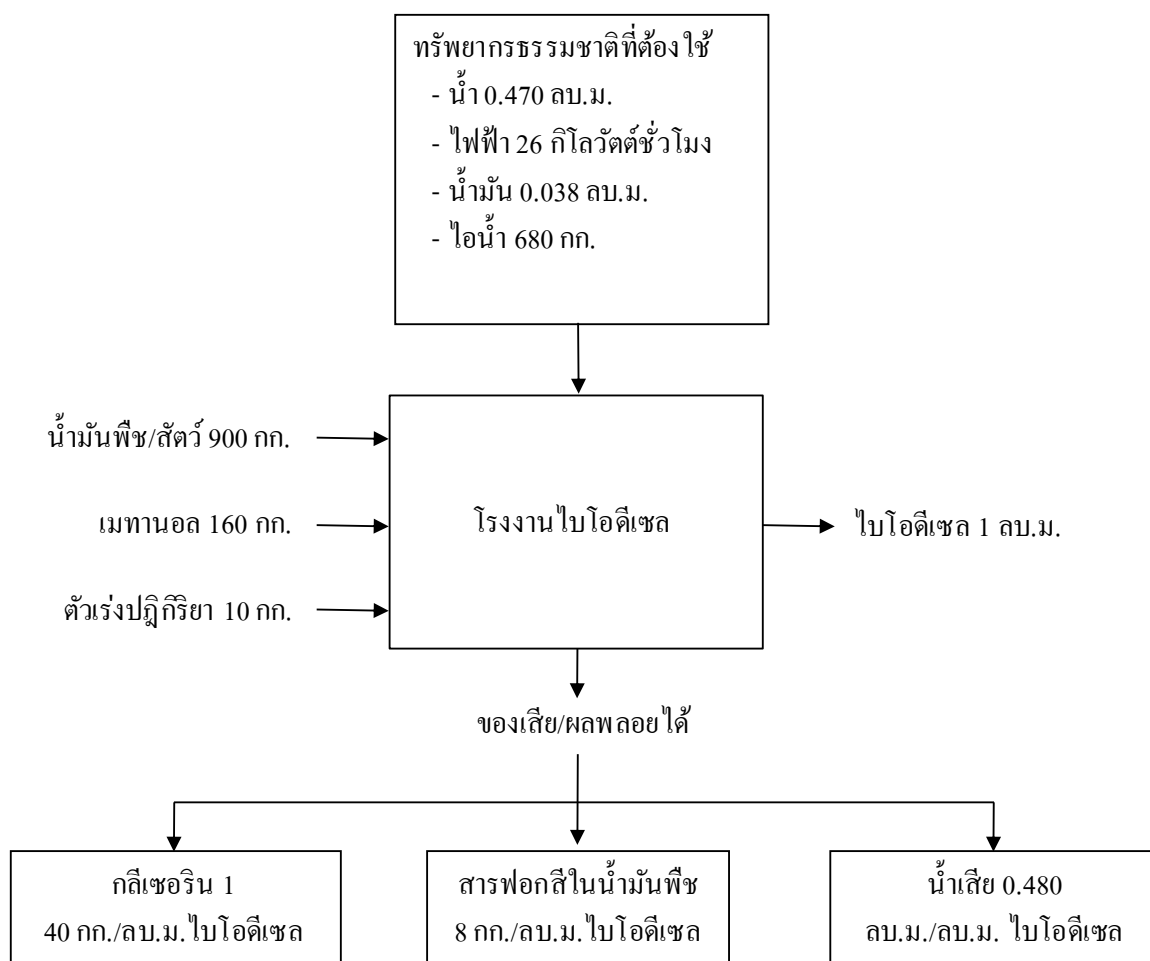 ทรัพยากรธรรมชาติที่ต้องใช้
- น้ำ 0.470 ลบ.ม.
- ไฟฟ้า 26 กิโลวัตต์ชั่วโมง
- น้ำมัน 0.038 ลบ.ม.
- ไอน้ำ 680 กก.
น้ำมันพืช/สัตว์ 900 กก.
เมทานอล 160 กก.
โรงงานไบโอดีเซล
ไบโอดีเซล 1 ลบ.ม.
ตัวเร่งปฎิกิริยา 10 กก.
ของเสีย/ผลพลอยได้
กลีเซอริน 1
40 กก./ลบ.ม. ไบโอดีเซล
สารฟอกสีในน้ำมันพืช
8 กก./ลบ.ม. ไบโอดีเซล
น้ำเสีย 0.480
ลบ.ม./ลบ.ม. ไบโอดีเซล